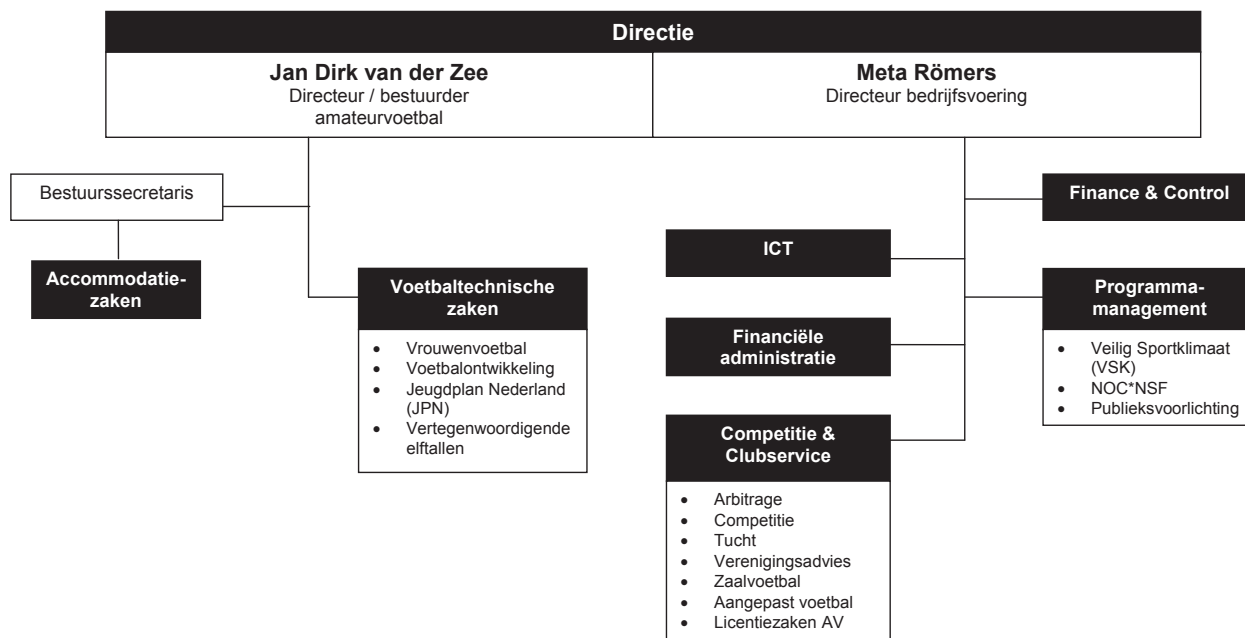 Directie
Jan Dirk van der Zee
Directeur / bestuurder
amateurvoetbal
Meta Römers
Directeur bedrijfsvoering
Bestuurssecretaris
Accommodatie-
zaken
Voetbaltechnische
zaken
• Vrouwenvoetbal
• Voetbalontwikkeling
• Jeugdplan Nederland
(JPN)
• Vertegenwoordigende
elftallen
ICT
Financiële
administratie
Competitie &
Clubservice
• Arbitrage
• Competitie
• Tucht
• Verenigingsadvies
• Zaalvoetbal
• Aangepast voetbal
• Licentiezaken AV
Finance & Control
Programma-
management
• Veilig Sportklimaat
(VSK)
• NOC*NSF
• Publieksvoorlichting